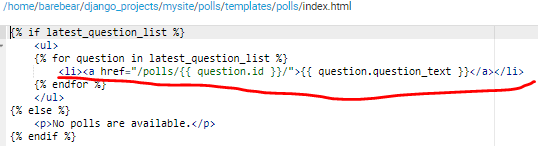 /home/barebear/django_projects/mysite/polls/templates/polls/index.html
{% if latest_question_list %}
<ul>
{% for question in latest_question_list %}
<li><a href="/polls/{{ question.id }}/">{{ question.question_text }}</a></li>
{% endfor %}
</ul>
{% else %}
<p>No polls are available.</p>
{% endif %}